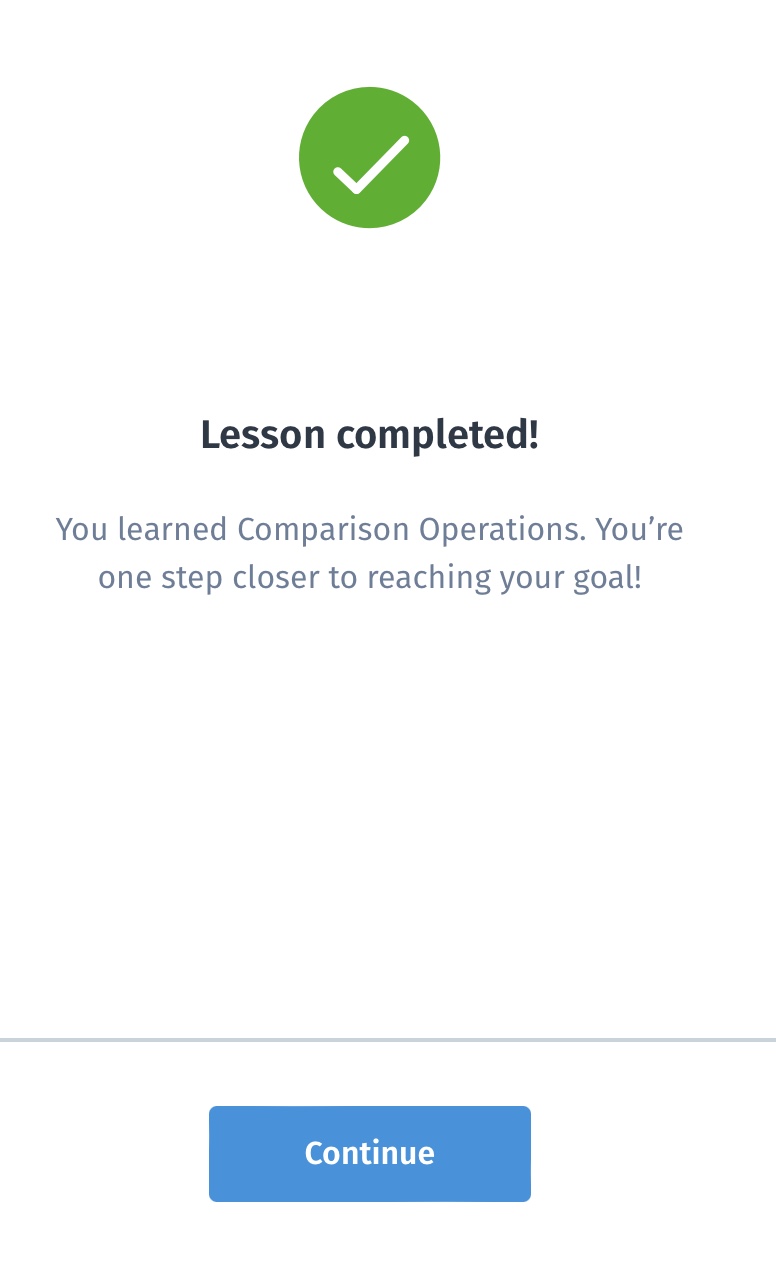 Lesson completed!
You learned Comparison Operations. You’re
one step closer to reaching your goal!
Continue